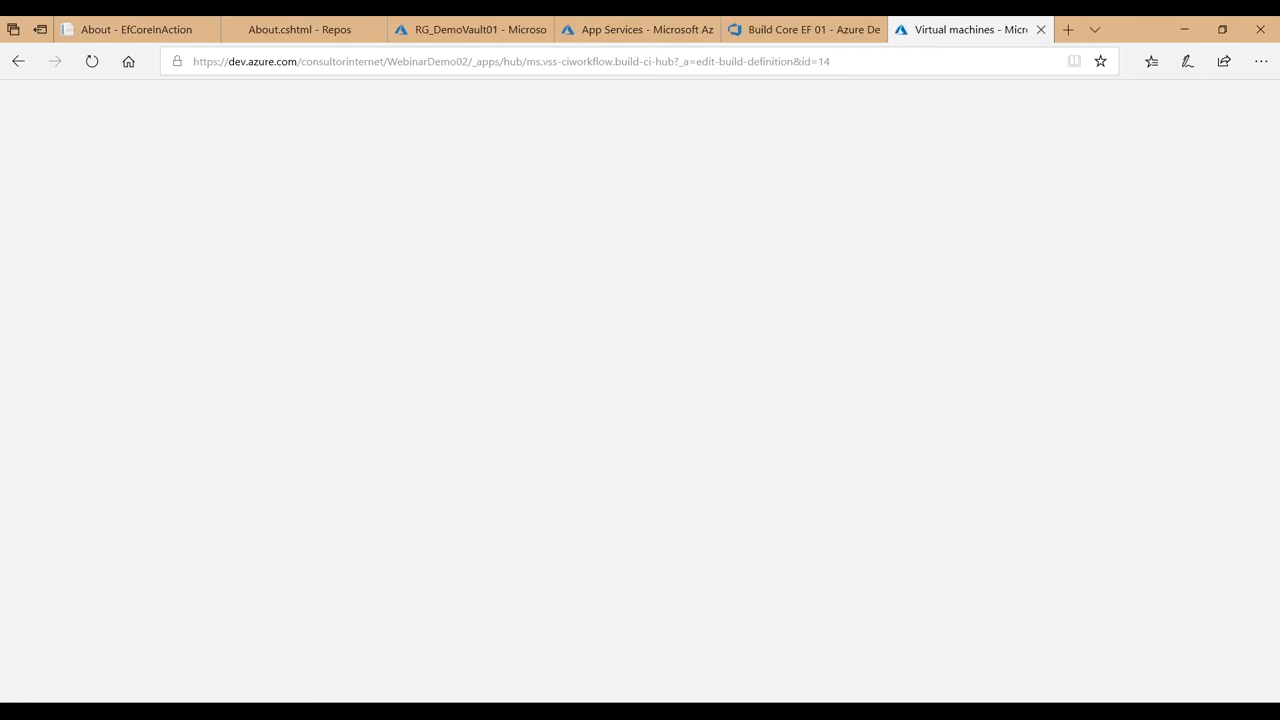 About - EfCoreInAction
About.cshtml - Repos
RG_DemoVault01 - Microso
App Services - Microsoft Az
Build Core EF 01 - Azure De
Virtual machines - Micr
https://dev.azure.com/consultorinternet/WebinarDemo02/_apps/hub/ms.vss-ciworkflow.build-ci-hub?_a=edit-build-definition&id=14